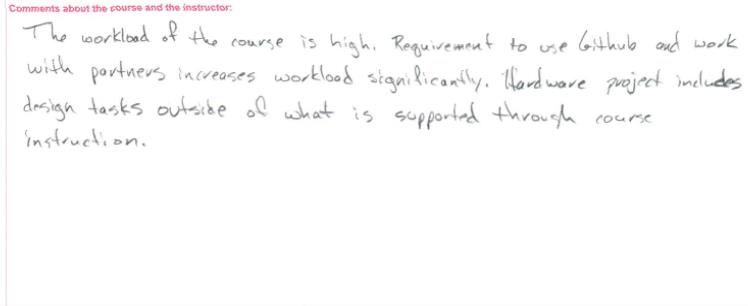 Comments about the course and the instructor:
The workload of the course is high. Requirement to use Github and work
with partners increases workload significantly. Hardware project includes
design tasks outside of what is supported through course
instruction.